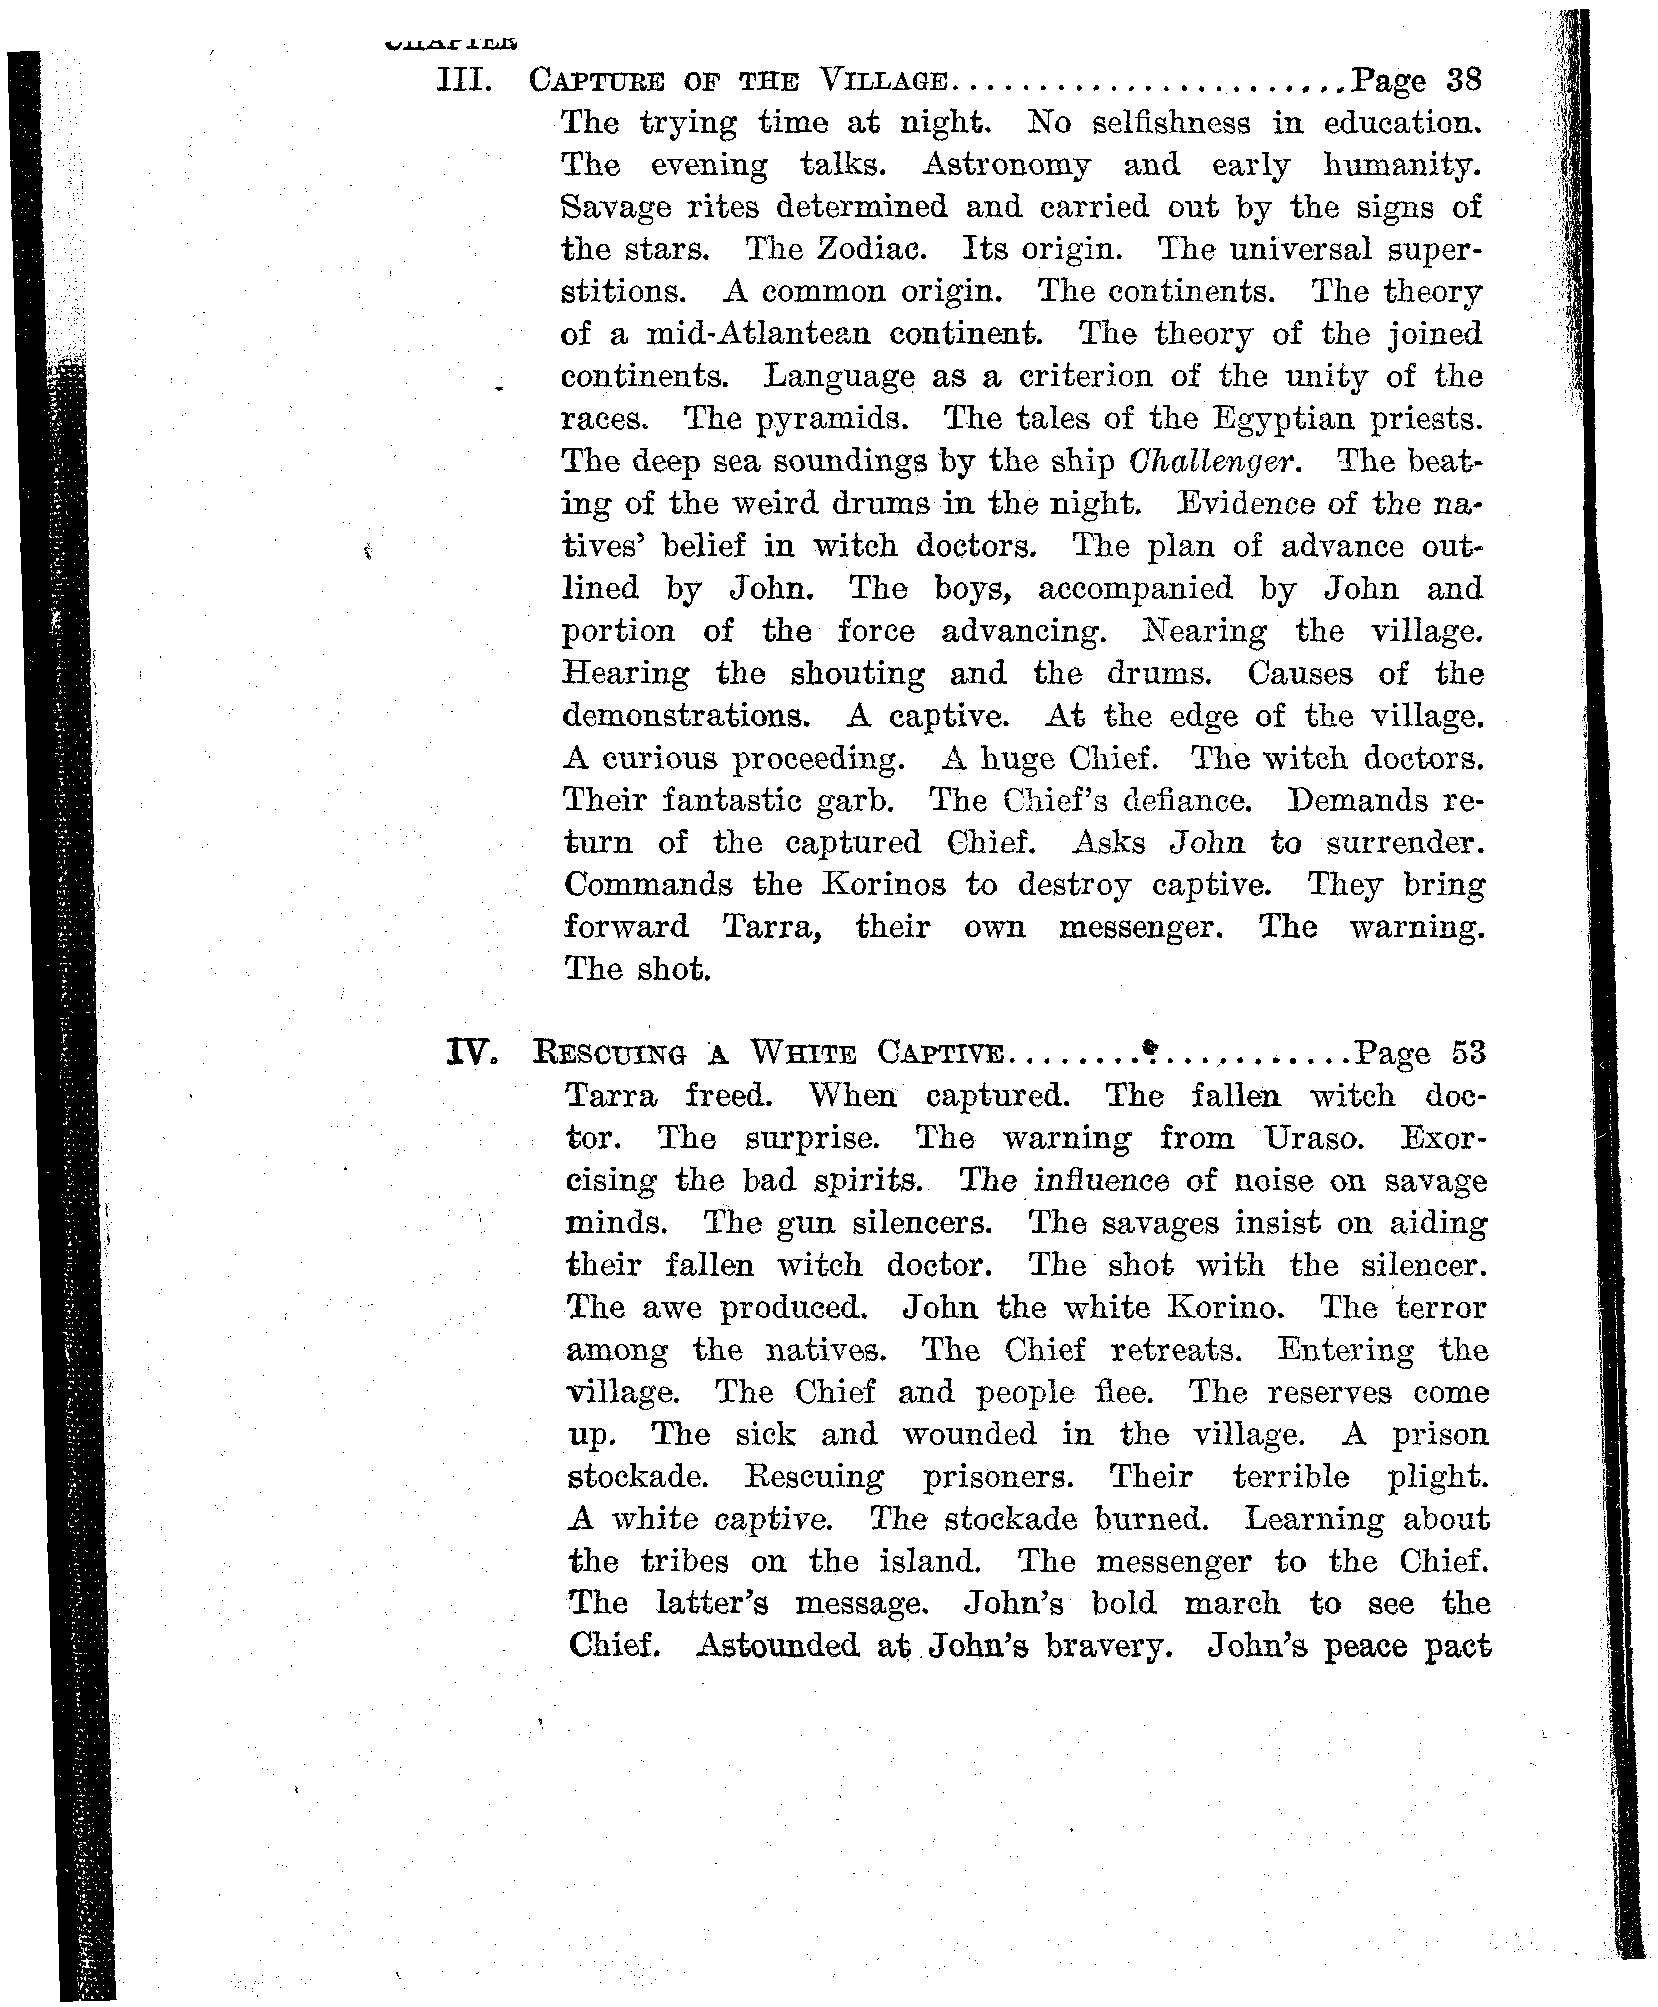 CHAPTER
III. CAPTURE OF THE VILLAGE.......................Page 38
The trying time at night. No selfishness in education.
The evening talks. Astronomy and early humanity.
Savage rites determined and carried out by the signs of
the stars. The Zodiac. Its origin. The universal super-
stitions. A common origin. The continents. The theory
of a mid-Atlantean continent. The theory of the joined
continents. Language as a criterion of the unity of the
races. The pyramids. The tales of the Egyptian priests.
The deep sea soundings by the ship Challenger. The beat-
ing of the weird drums in the night. Evidence of the na-
tives' belief in witch doctors. The plan of advance out-
lined by John. The boys, accompanied by John and
portion of the force advancing. Nearing the village.
Hearing the shouting and the drums. Causes of the
demonstrations. A captive. At the edge of the village.
A curious proceeding. A huge Chief. The witch doctors.
Their fantastic garb. The Chief's defiance. Demands re-
turn of the captured Chief. Asks John to surrender.
Commands the Korinos to destroy captive. They bring
forward Tarra, their own messenger. The warning.
The shot.
IV. RESCUING A WHITE CAPTIVE....................Page 53
Tarra freed. When captured. The fallen witch doc-
tor. The surprise. The warning from Uraso. Exor-
cising the bad spirits. The influence of noise on savage
minds. The gun silencers. The savages insist on aiding
their fallen witch doctor. The shot with the silencer.
The awe produced. John the white Korino. The terror
among the natives. The Chief retreats. Entering the
village. The Chief and people flee. The reserves come
up. The sick and wounded in the village. A prison
stockade. Rescuing prisoners. Their terrible plight.
A white captive. The stockade burned. Learning about
the tribes on the island. The messenger to the Chief.
The latter's message. John's bold march to see the
Chief. Astounded at John's bravery. John's peace pact